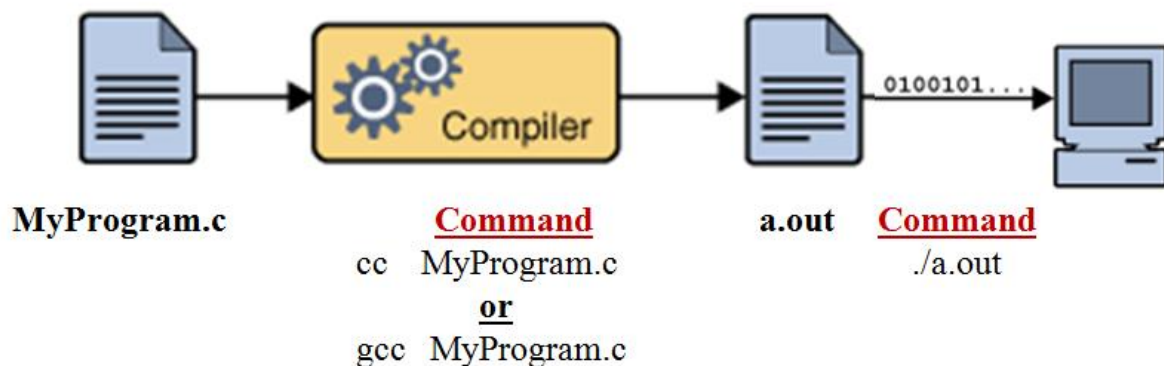 Compiler
0100101...
MyProgram.c
Command
a.out
Command
cc MyProgram.c
./a.out
or
gcc MyProgram.c